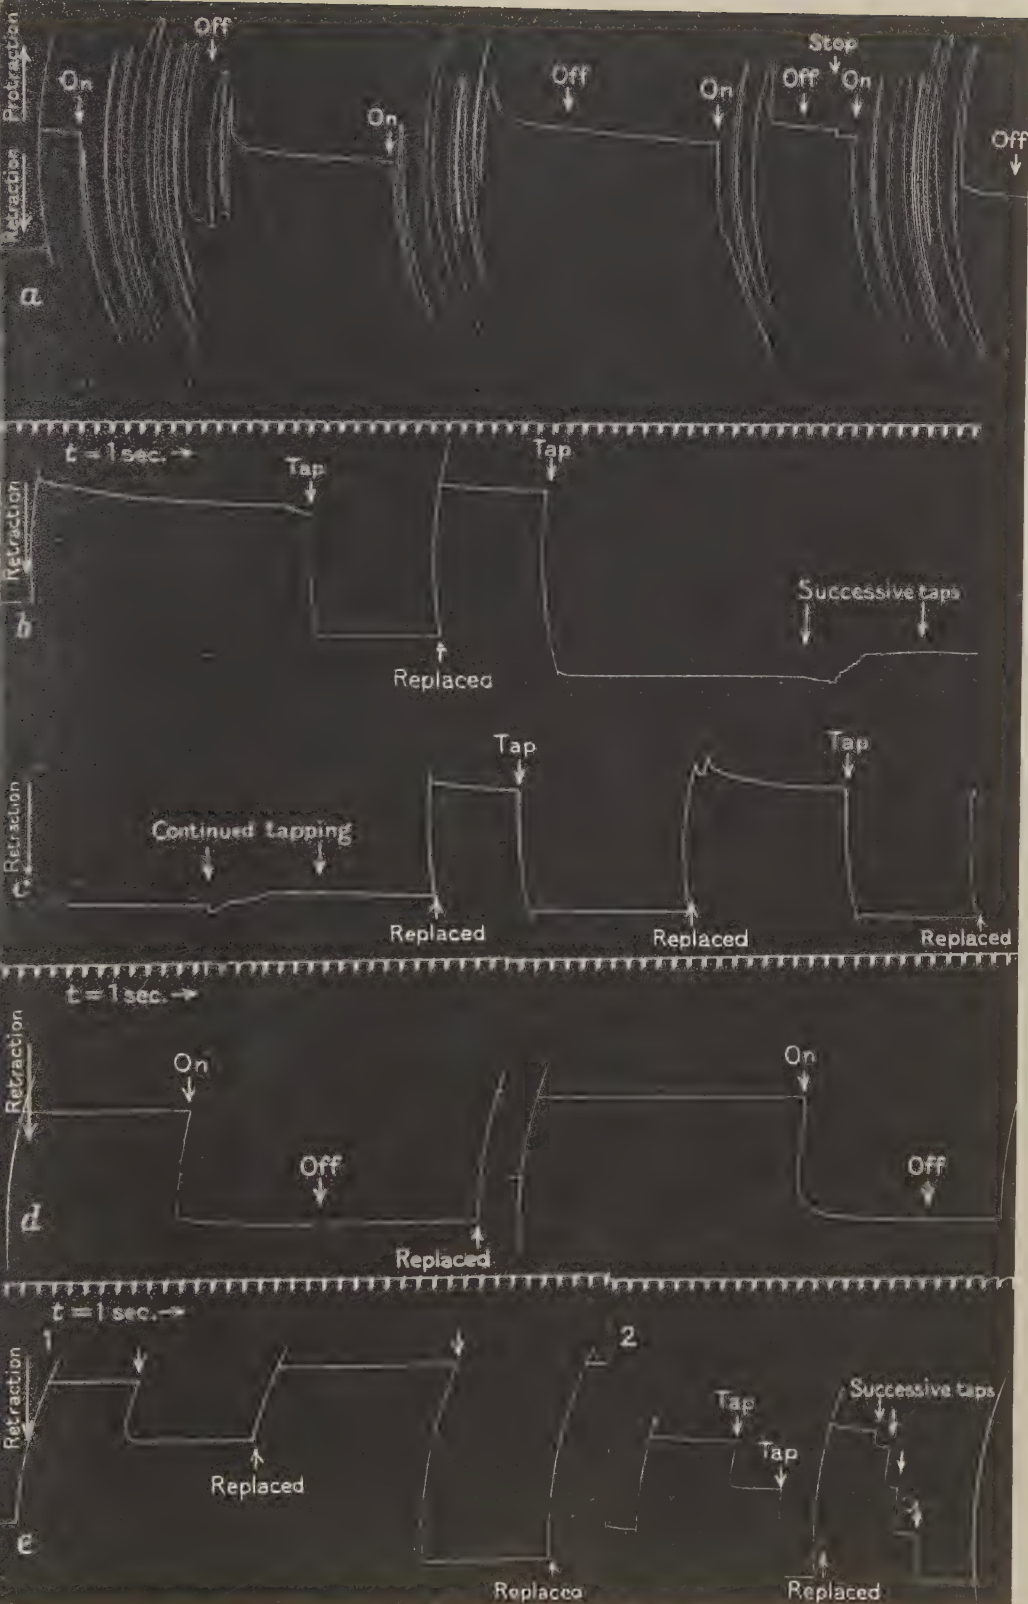 Protraction
Retraction
On
Off
On
Off
On
Stop
Off On
Off
a
t = 1 sec. →
Retraction
Tap
Tap
Successive taps
Replaced
b
Retraction
Continued tapping
Tap
Tap
Replaced
Replaced
Replaced
c
t = 1 sec. →
Retraction
On
Off
On
Off
Replaced
d
t = 1 sec. →
1
2
Retraction
Replaced
Tap
Tap
Successive taps
Replaced
Replaced
e